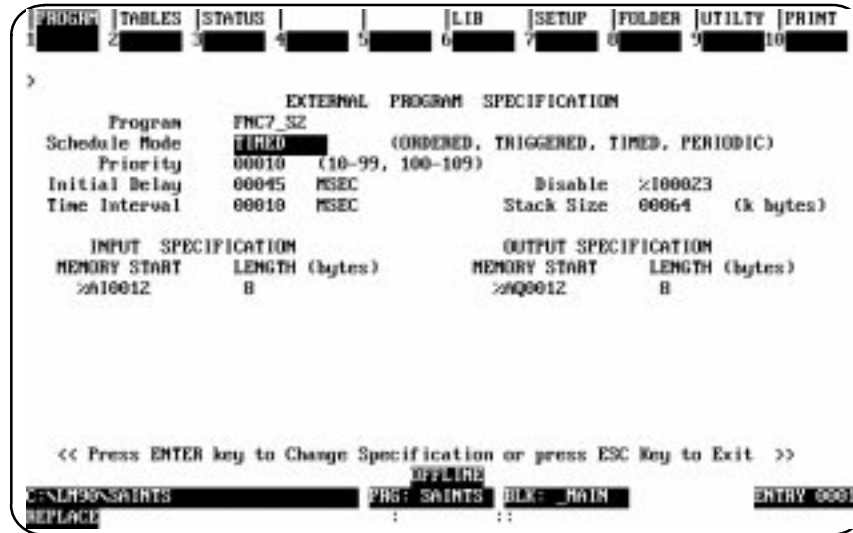 PROGRM |TABLES |STATUS | | |LIB |SETUP |FOLDER |UTILTY |PRINT
1 2 3 4 5 6 7 8 9 10
>
EXTERNAL PROGRAM SPECIFICATION
Program FNC7_S2
Schedule Mode TIMED (ORDERED, TRIGGERED, TIMED, PERIODIC)
Priority 00010 (10-99, 100-109)
Initial Delay 00045 MSEC Disable %I00023
Time Interval 00010 MSEC Stack Size 00064 (k bytes)
INPUT SPECIFICATION OUTPUT SPECIFICATION
MEMORY START LENGTH (bytes) MEMORY START LENGTH (bytes)
%AI0012 8 %AQ0012 8
<< Press ENTER key to Change Specification or press ESC Key to Exit >>
OFFLINE
C:\LM90\SAINTS PRG: SAINTS BLK: _MAIN ENTRY 0001
REPLACE : ::